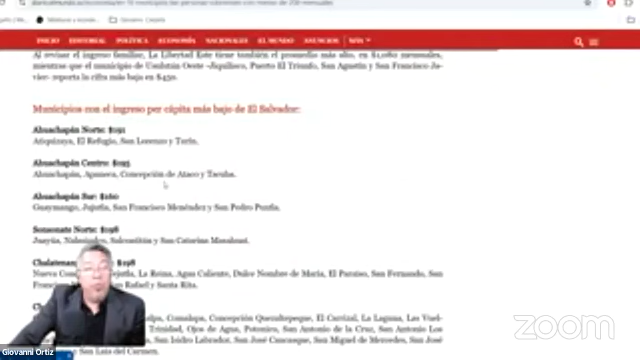 INICIO EDITORIAL POLÍTICA ECONOMÍA NACIONALES EL MUNDO ANUNCIOS
Al revisar el ingreso familiar, La Libertad Este tiene también el promedio más alto, en $1,080 mensuales,
mientras que el municipio de Usulután Oeste -Jiquilisco, Puerto El Triunfo, San Agustín y San Francisco Ja-
vier- reporta la cifra más baja en $430.
Municipios con el ingreso per cápita más bajo de El Salvador:
Ahuachapán Norte: $191
Atiquizaya, El Refugio, San Lorenzo y Turín.
Ahuachapán Centro: $195
Ahuachapán, Apaneca, Concepción de Ataco y Tacuba.
Ahuachapán Sur: $160
Guaymango, Jujutla, San Francisco Menéndez y San Pedro Puxtla.
Sonsonate Norte: $198
Juayúa, Nahuizalco, Salcoatitán y San Catarina Masahuat.
$198
Nueva Tejutla, La Reina, Agua Caliente, Dulce Nombre de María, El Paraíso, San Fernando, San
Francisco Rafael y Santa Rita.
Comalapa, Concepción Quezaltepeque, El Carrizal, La Laguna, Las Vuel-
Trinidad, Ojos de Agua, Potonico, San Antonio de la Cruz, San Antonio Los
San Isidro Labrador, San José Cancasque, San Miguel de Mercedes, San José
San Luis del Carmen.
Giovanni Ortiz
zoom